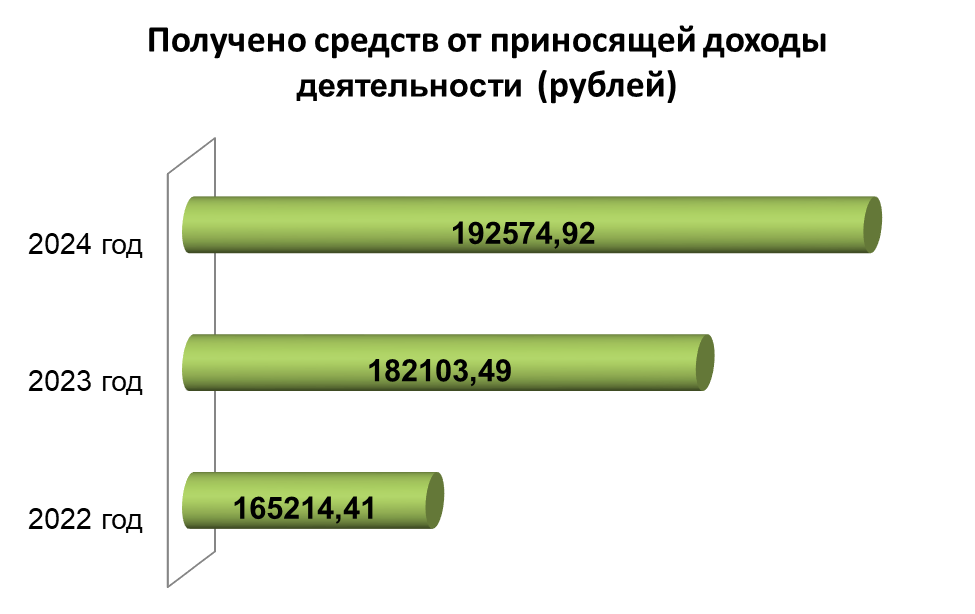 Получено средств от приносящей доходы
деятельности (рублей)
2024 год
192574,92
2023 год
182103,49
2022 год
165214,41